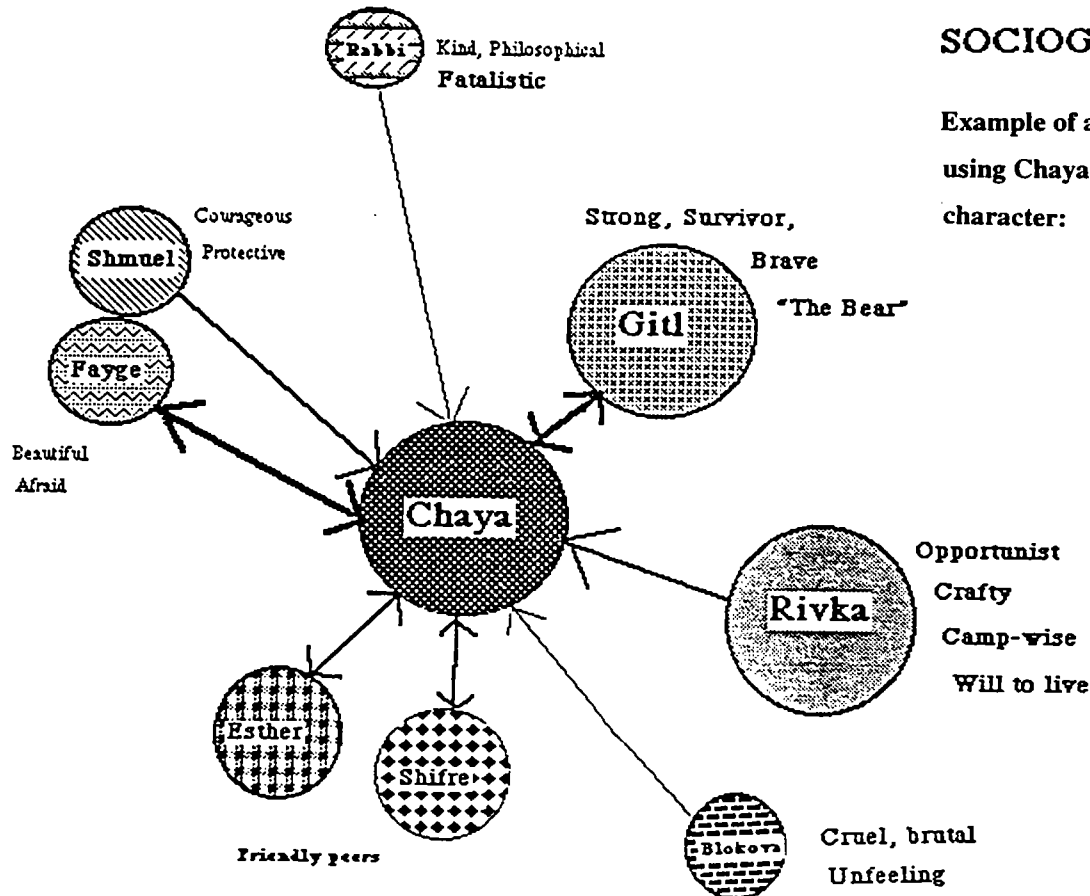 SOCIOG
Example of a
using Chaya
character:
Rabbi
Kind, Philosophical
Fatalistic
Shmuel
Courageous
Protective
Strong, Survivor,
Brave
"The Bear"
Gitl
Fayge
Beautiful
Afraid
Chaya
Rivka
Opportunist
Crafty
Camp-wise
Will to live
Esther
Shifre
Friendly peers
Blokova
Cruel, brutal
Unfeeling